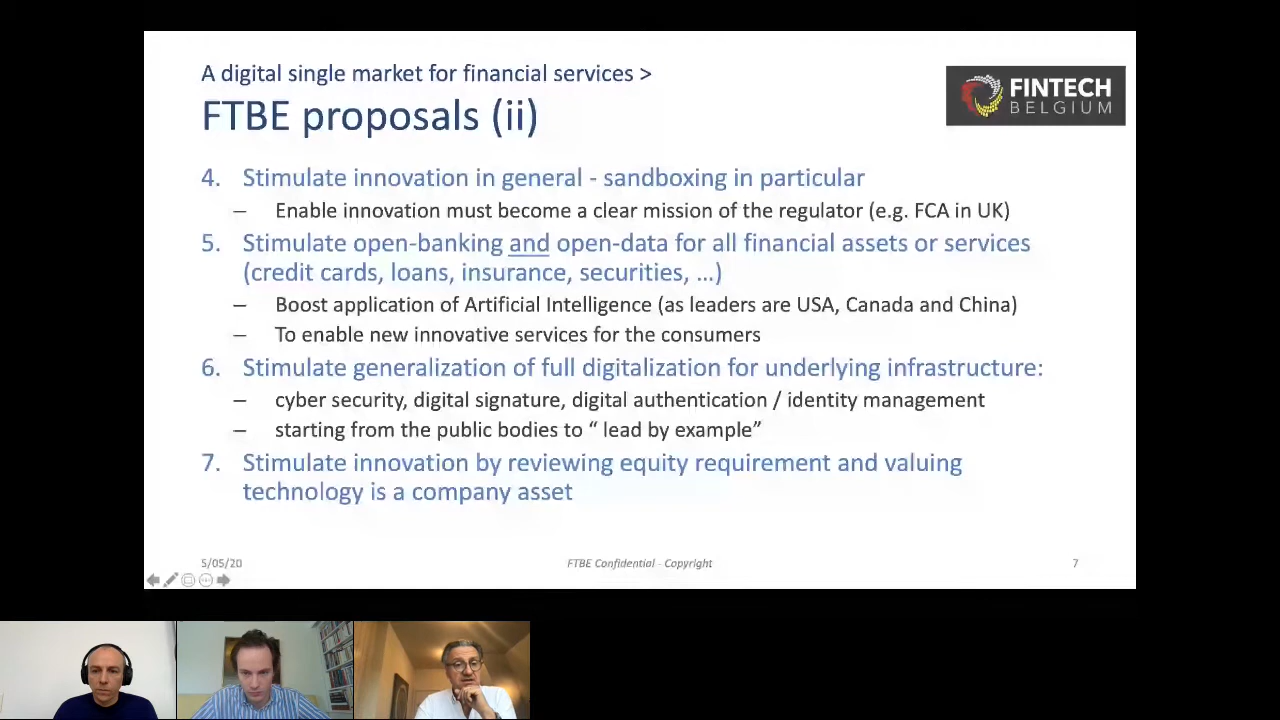 A digital single market for financial services >
FTBE proposals (ii)
FINTECH
BELGIUM
4. Stimulate innovation in general - sandboxing in particular
– Enable innovation must become a clear mission of the regulator (e.g. FCA in UK)
5. Stimulate open-banking and open-data for all financial assets or services
(credit cards, loans, insurance, securities, ...)
– Boost application of Artificial Intelligence (as leaders are USA, Canada and China)
– To enable new innovative services for the consumers
6. Stimulate generalization of full digitalization for underlying infrastructure:
– cyber security, digital signature, digital authentication / identity management
– starting from the public bodies to “ lead by example”
7. Stimulate innovation by reviewing equity requirement and valuing
technology is a company asset
5/05/20
FTBE Confidential - Copyright
7